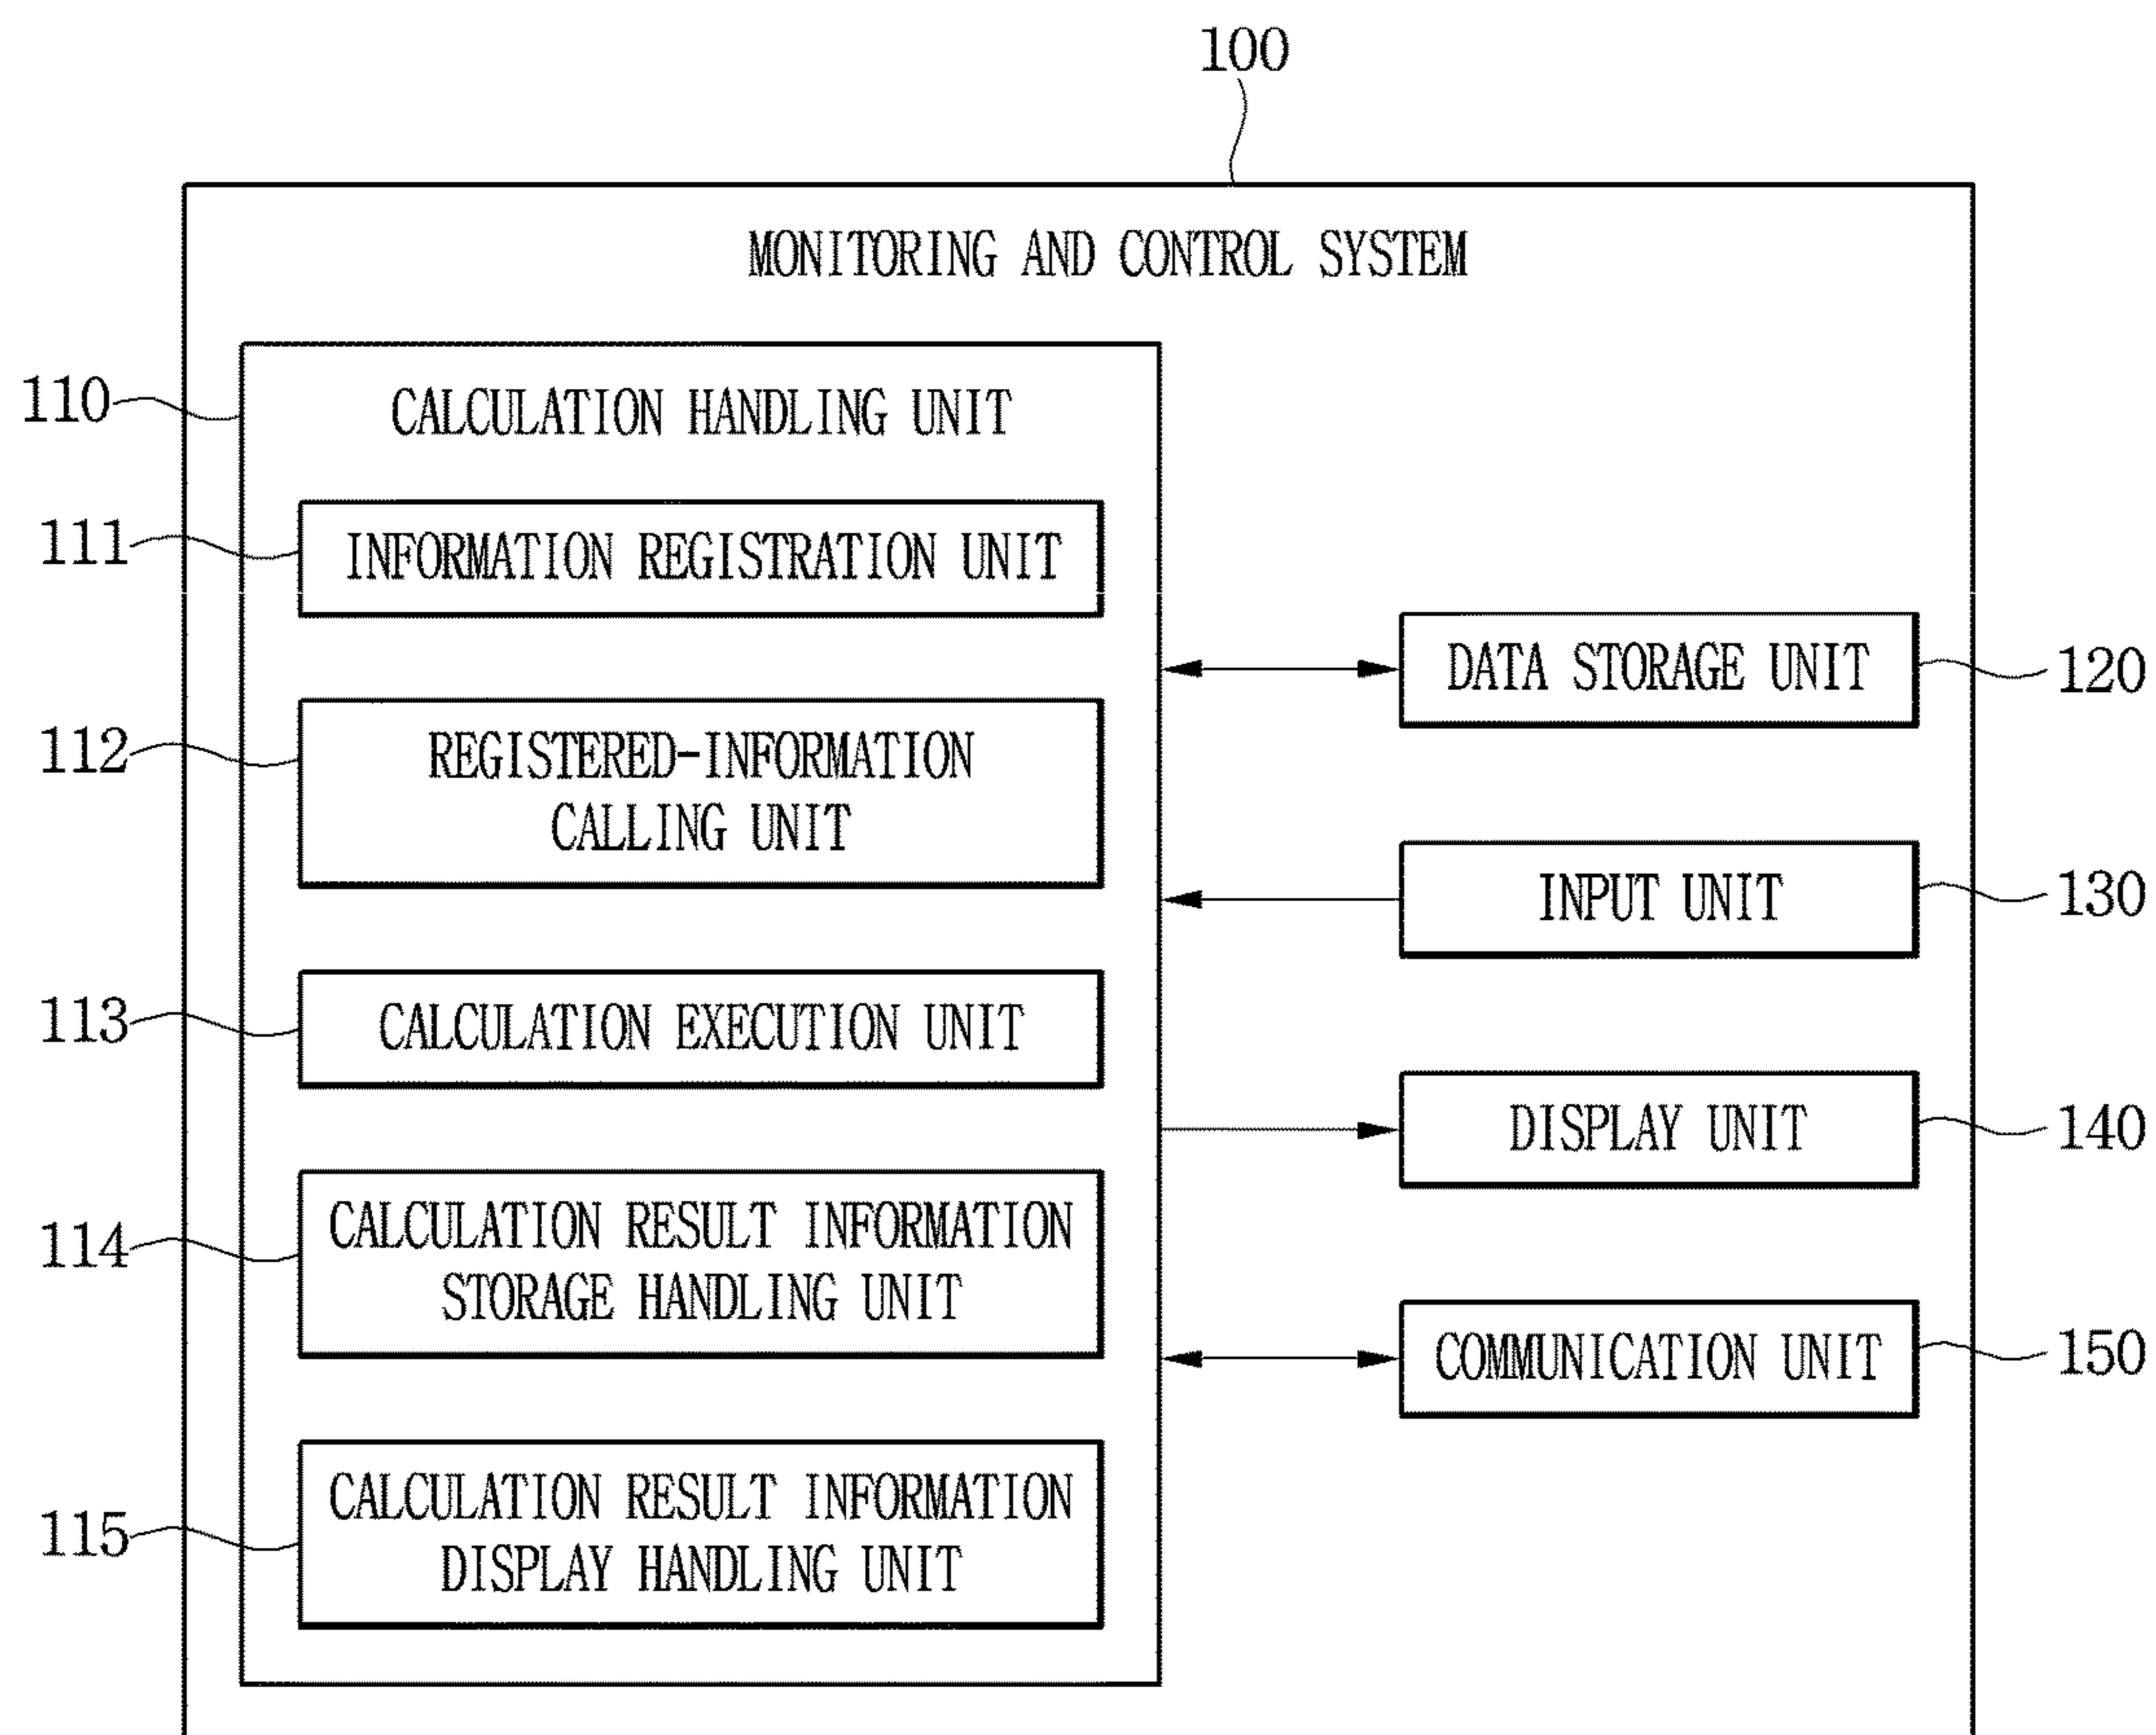 100
MONITORING AND CONTROL SYSTEM
110
CALCULATION HANDLING UNIT
111
INFORMATION REGISTRATION UNIT
112
REGISTERED-INFORMATION
CALLING UNIT
113
CALCULATION EXECUTION UNIT
114
CALCULATION RESULT INFORMATION
STORAGE HANDLING UNIT
115
CALCULATION RESULT INFORMATION
DISPLAY HANDLING UNIT
DATA STORAGE UNIT
120
INPUT UNIT
130
DISPLAY UNIT
140
COMMUNICATION UNIT
150